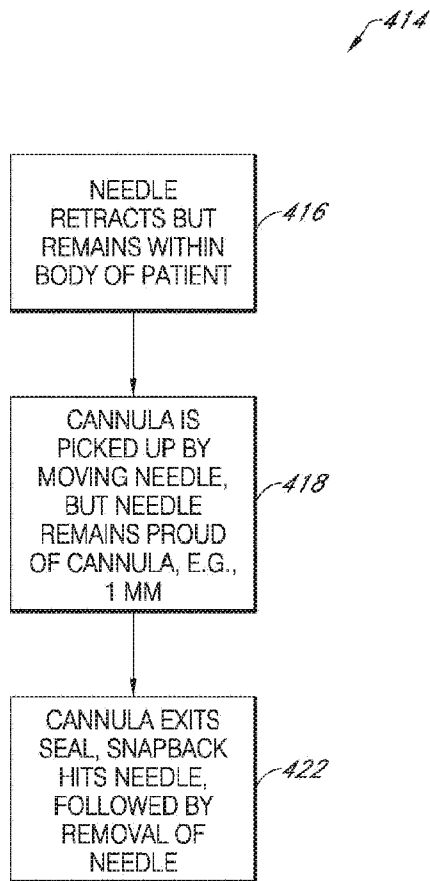 414
NEEDLE
RETRACTS BUT
REMAINS WITHIN
BODY OF PATIENT
416
CANNULA IS
PICKED UP BY
MOVING NEEDLE,
BUT NEEDLE
REMAINS PROUD
OF CANNULA, E.G.,
1 MM
418
CANNULA EXITS
SEAL, SNAPBACK
HITS NEEDLE,
FOLLOWED BY
REMOVAL OF
NEEDLE
422